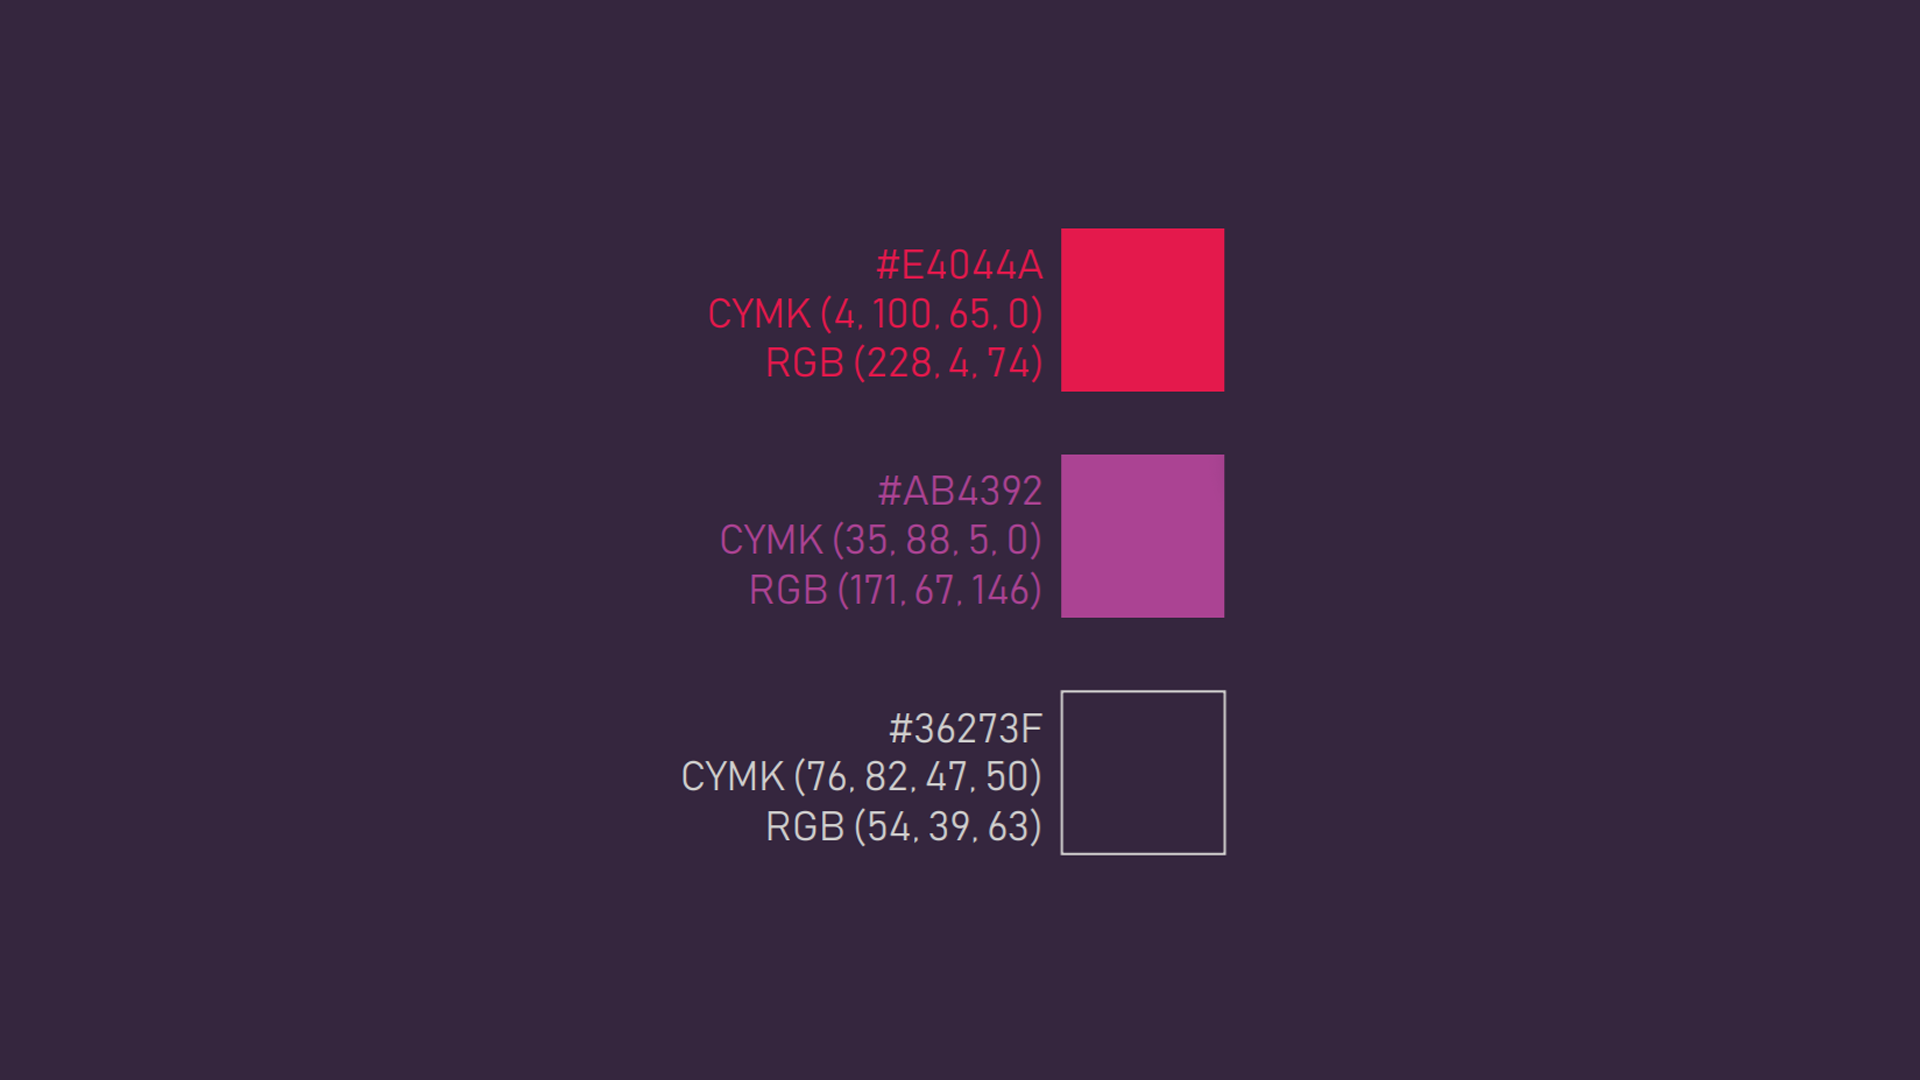 #E4044A
CYMK (4, 100, 65, 0)
RGB (228, 4, 74)
#AB4392
CYMK (35, 88, 5, 0)
RGB (171, 67, 146)
#36273F
CYMK (76, 82, 47, 50)
RGB (54, 39, 63)